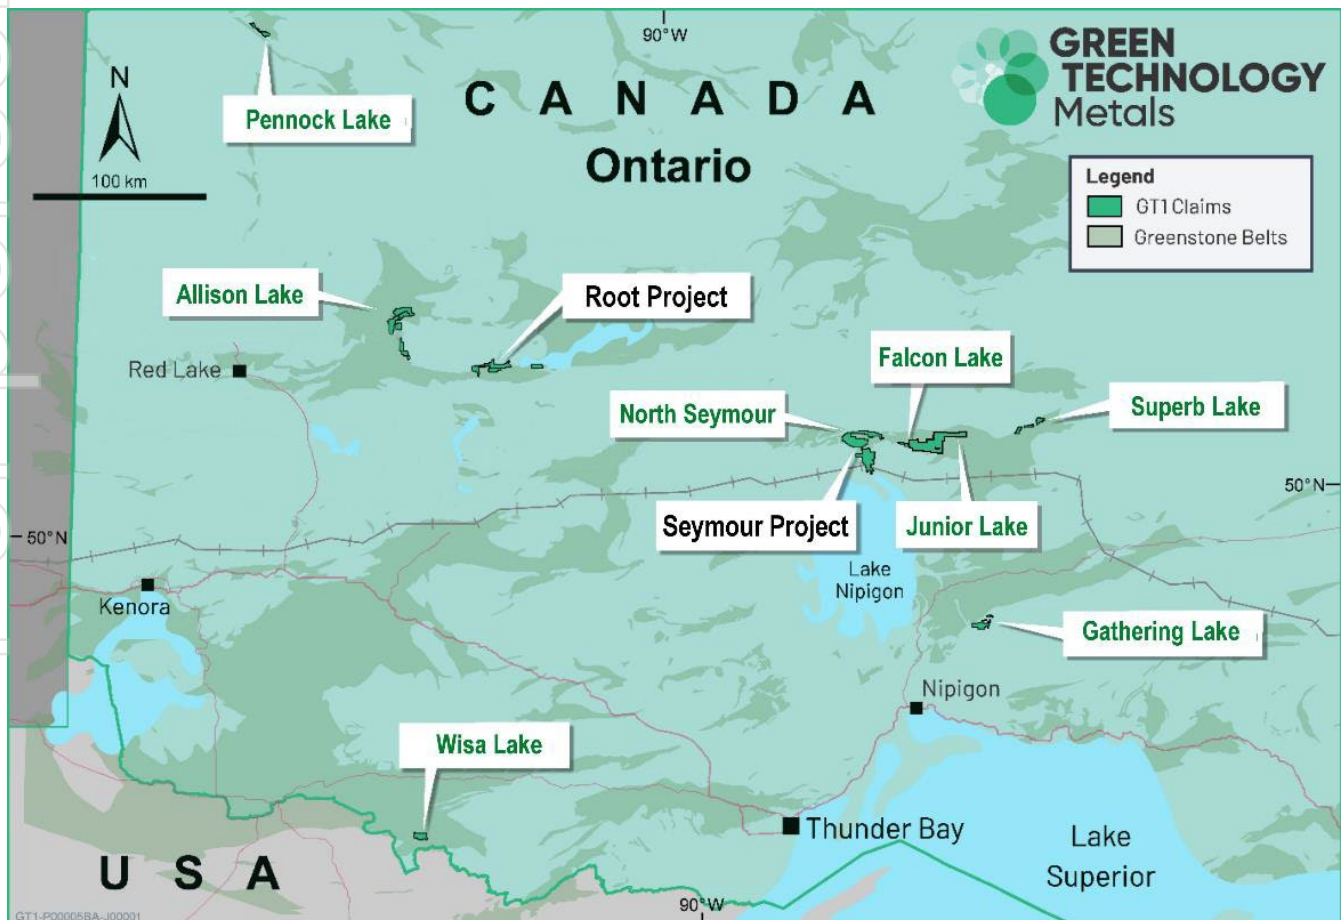 90°W
GREEN
TECHNOLOGY
Metals
N
Pennock Lake
CANADA
Ontario
100 km
Legend
GT1 Claims
Greenstone Belts
Allison Lake
Root Project
Red Lake
Falcon Lake
North Seymour
Superb Lake
50°N
Seymour Project
Junior Lake
50°N
Lake
Nipigon
Kenora
Gathering Lake
Nipigon
Wisa Lake
Thunder Bay
Lake
Superior
USA
90°W